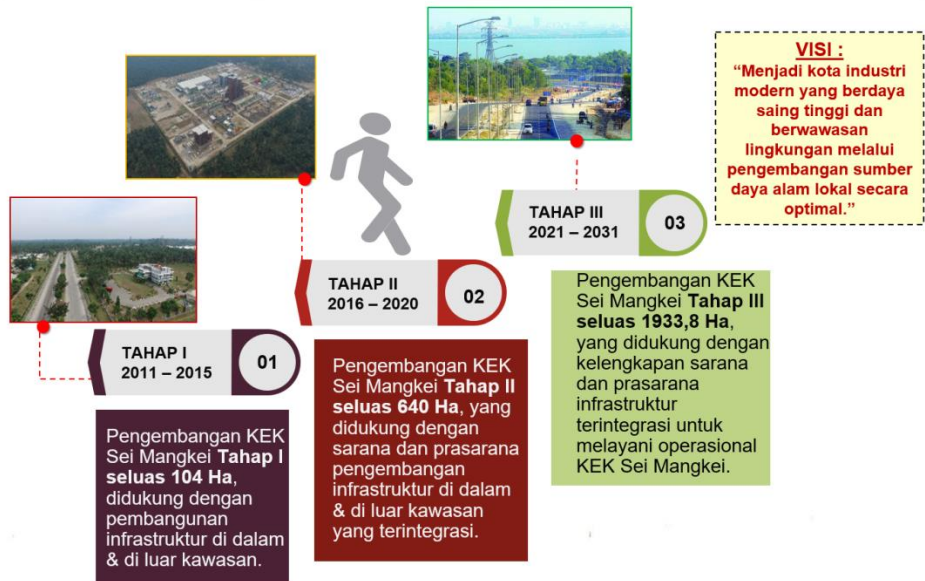 VISI :
“Menjadi kota industri
modern yang berdaya
saing tinggi dan
berwawasan
lingkungan melalui
pengembangan sumber
daya alam lokal secara
optimal.”
TAHAP I
2011 – 2015
01
Pengembangan KEK
Sei Mangkei Tahap I
seluas 104 Ha,
didukung dengan
pembangunan
infrastruktur di dalam
& di luar kawasan.
TAHAP II
2016 – 2020
02
Pengembangan KEK
Sei Mangkei Tahap II
seluas 640 Ha, yang
didukung dengan
sarana dan prasarana
pengembangan
infrastruktur di dalam
& di luar kawasan
yang terintegrasi.
TAHAP III
2021 – 2031
03
Pengembangan KEK
Sei Mangkei Tahap III
seluas 1933,8 Ha,
yang didukung dengan
kelengkapan sarana
dan prasarana
infrastruktur
terintegrasi untuk
melayani operasional
KEK Sei Mangkei.